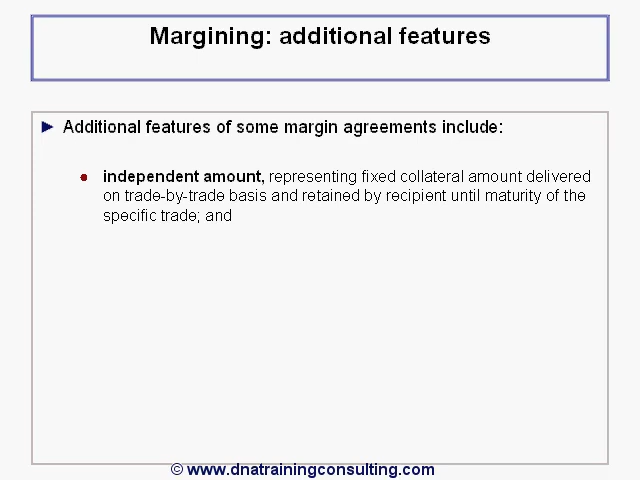 Margining: additional features
► Additional features of some margin agreements include:
● independent amount, representing fixed collateral amount delivered
on trade-by-trade basis and retained by recipient until maturity of the
specific trade; and
© www.dnatrainingconsulting.com